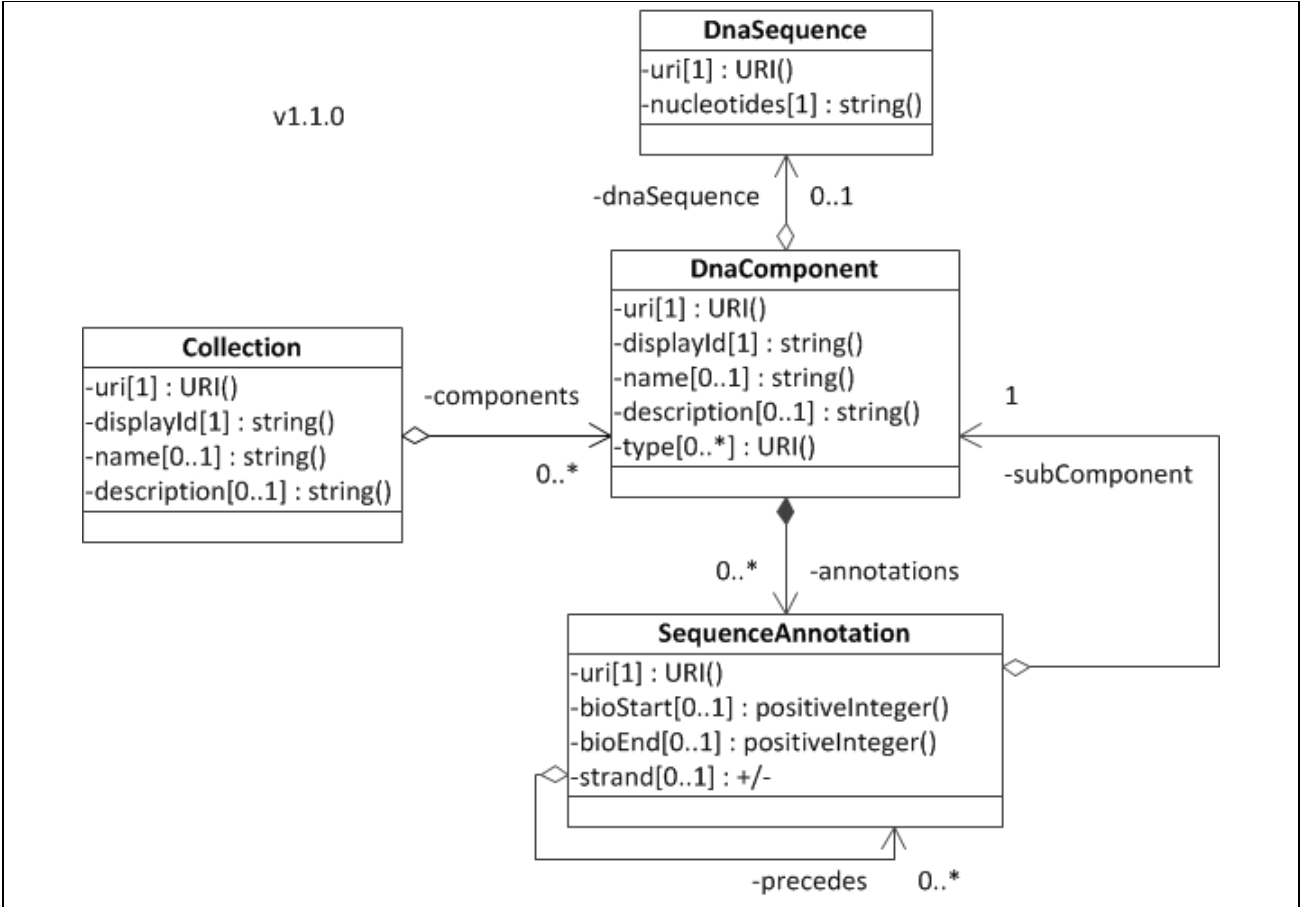 DnaSequence
-uri[1] : URI()
-nucleotides[1] : string()
v1.1.0
-dnaSequence 0..1
DnaComponent
-uri[1] : URI()
-displayId[1] : string()
-name[0..1] : string()
-description[0..1] : string()
-type[0..*] : URI()
Collection
-uri[1] : URI()
-displayId[1] : string()
-name[0..1] : string()
-description[0..1] : string()
-components
0..*
1
-subComponent
0..* -annotations
SequenceAnnotation
-uri[1] : URI()
-bioStart[0..1] : positiveInteger()
-bioEnd[0..1] : positiveInteger()
-strand[0..1] : +/-
-precedes 0..*